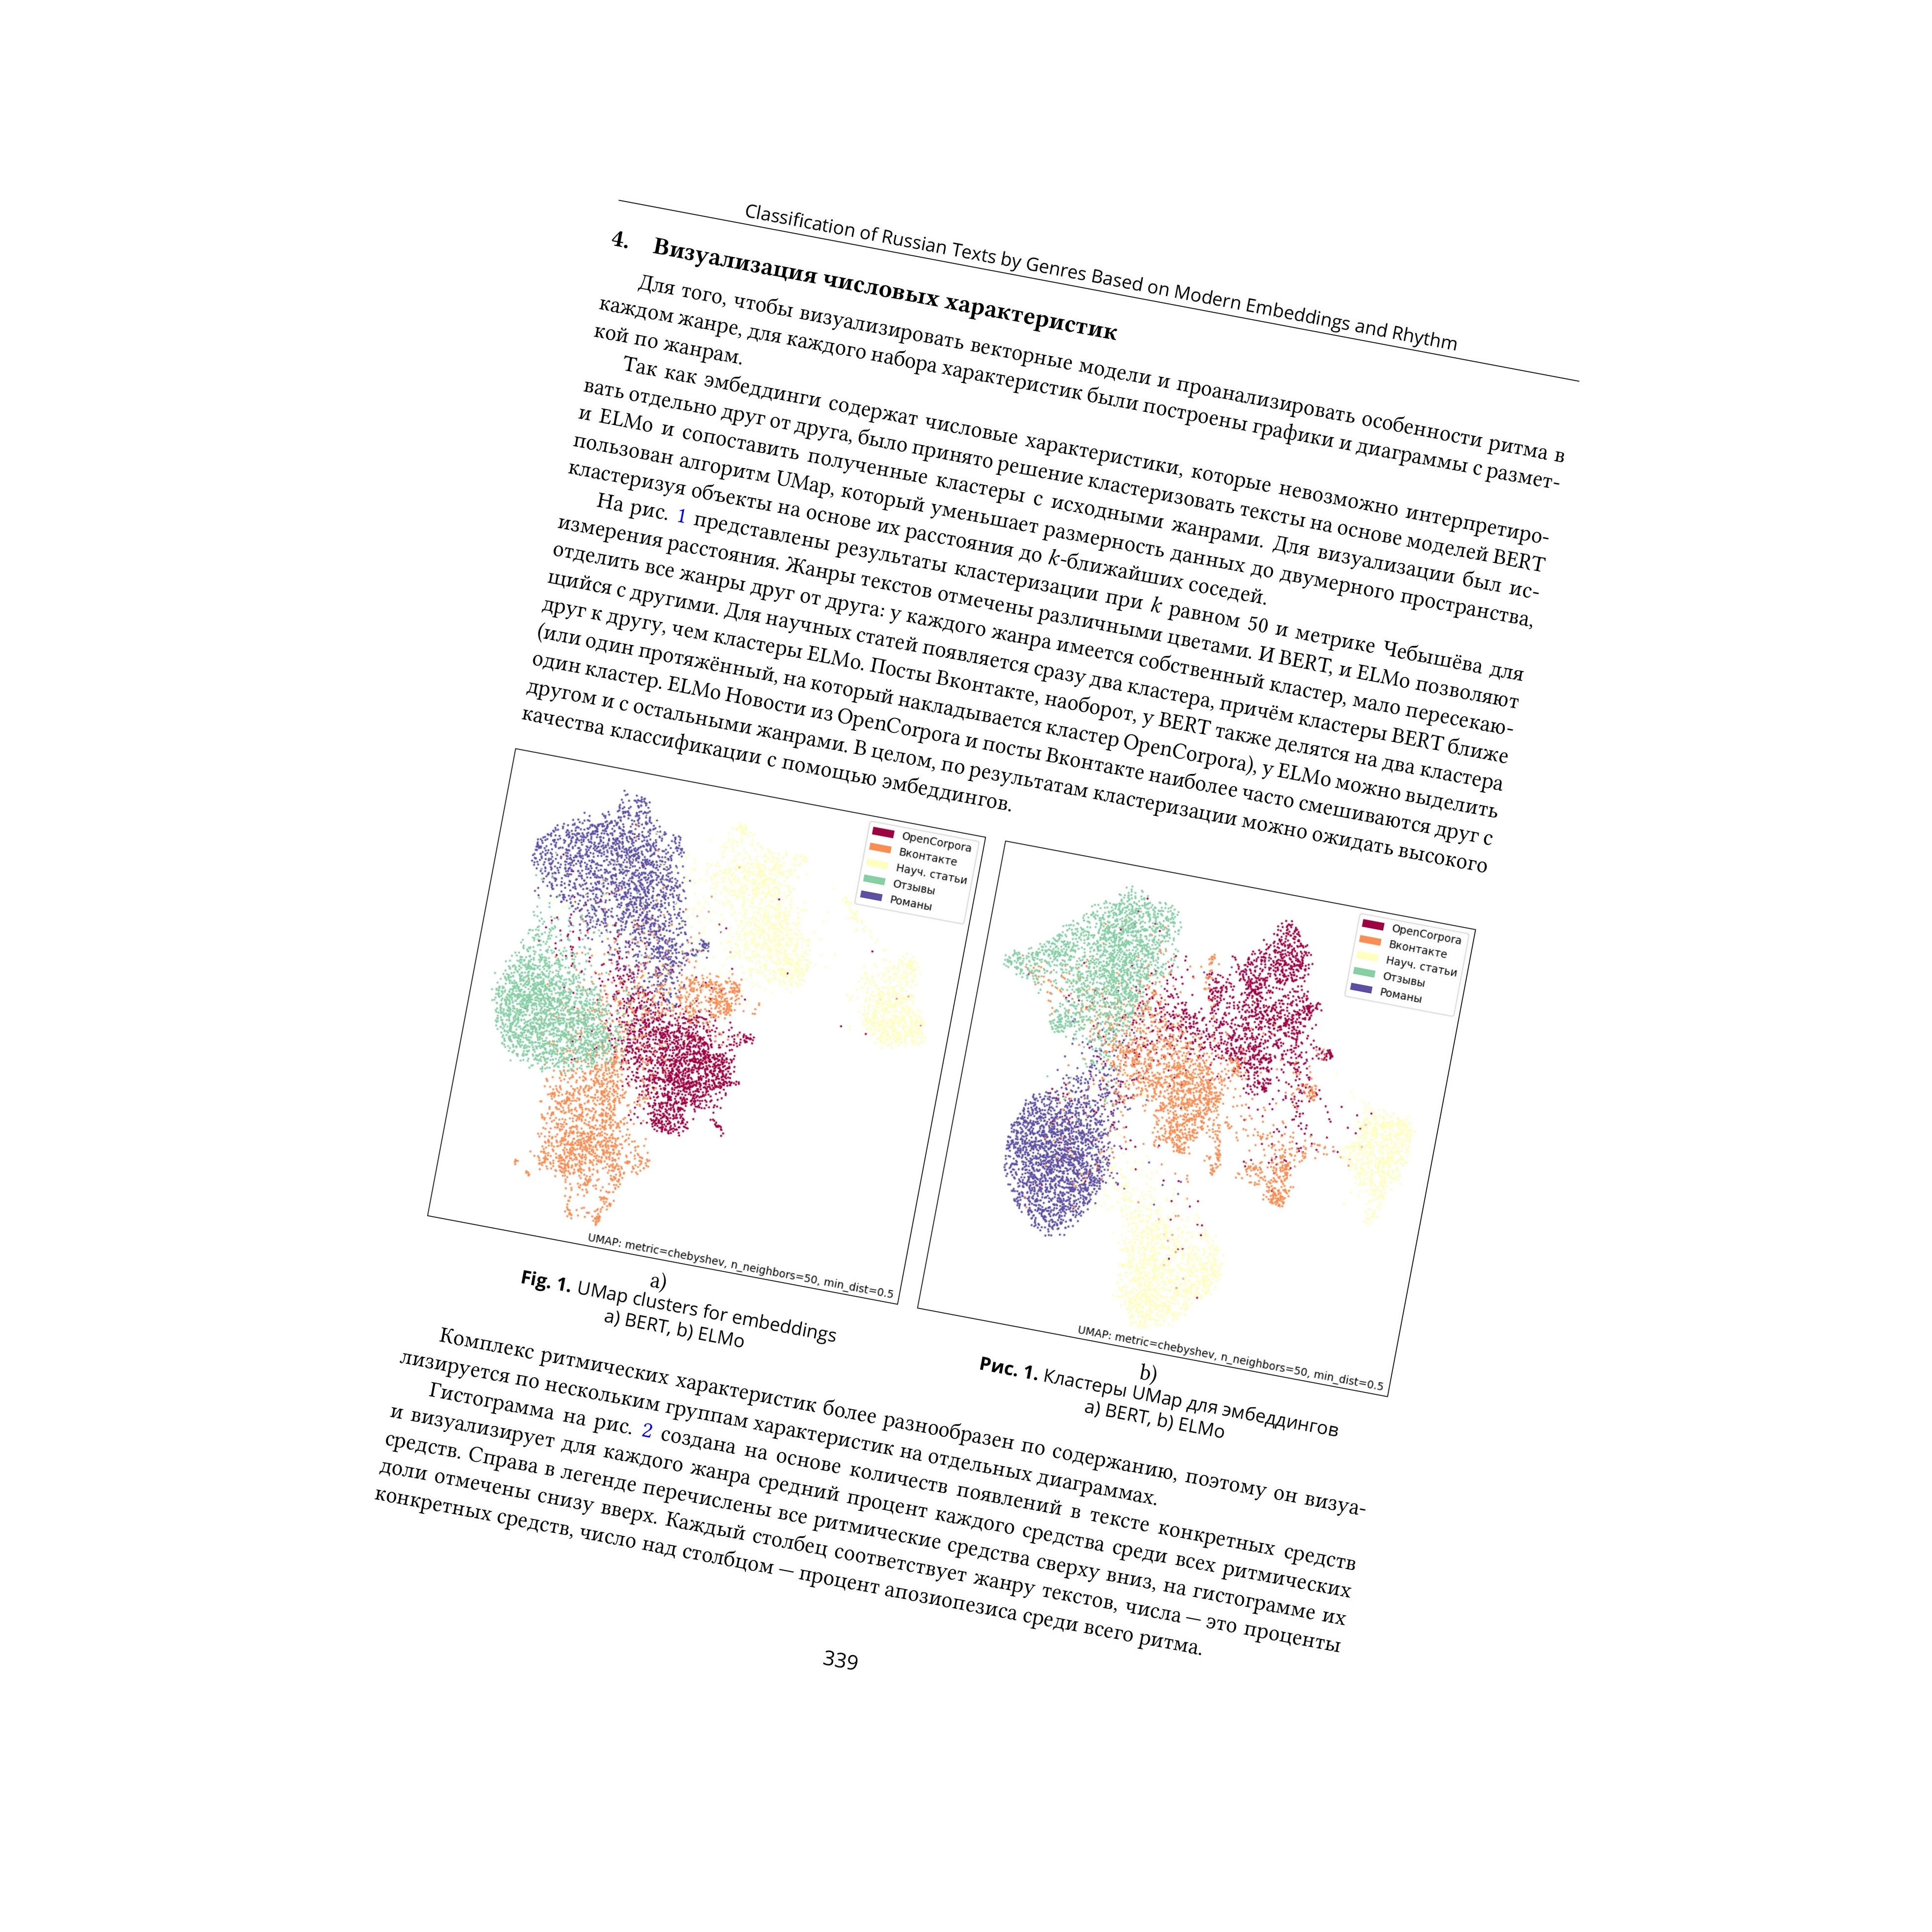 Classification of Russian Texts by Genres Based on Modern Embeddings and Rhythm
4. Визуализация числовых характеристик
Для того, чтобы визуализировать векторные модели и проанализировать особенности ритма в
каждом жанре, для каждого набора характеристик были построены графики и диаграммы с размет-
кой по жанрам.
Так как эмбеддинги содержат числовые характеристики, которые невозможно интерпретиро-
вать отдельно друг от друга, было принято решение кластеризовать тексты на основе моделей BERT
и ELMo и сопоставить полученные кластеры с исходными жанрами. Для визуализации был ис-
пользован алгоритм UMap, который уменьшает размерность данных до двумерного пространства,
кластеризуя объекты на основе их расстояния до k-ближайших соседей.
На рис. 1 представлены результаты кластеризации при k равном 50 и метрике Чебышёва для
измерения расстояния. Жанры текстов отмечены различными цветами. И BERT, и ELMo позволяют
отделить все жанры друг от друга: у каждого жанра имеется собственный кластер, мало пересекаю-
щийся с другими. Для научных статей появляется сразу два кластера, причём кластеры BERT ближе
друг к другу, чем кластеры ELMo. Посты Вконтакте, наоборот, у BERT также делятся на два кластера
(или один протяжённый, на который накладывается кластер OpenCorpora), у ELMo можно выделить
один кластер. ELMo Новости из OpenCorpora и посты Вконтакте наиболее часто смешиваются друг с
другом и с остальными жанрами. В целом, по результатам кластеризации можно ожидать высокого
качества классификации с помощью эмбеддингов.
OpenCorpora
Вконтакте
Науч. статьи
Отзывы
Романы
UMAP: metric=chebyshev, n_neighbors=50, min_dist=0.5
a)
Fig. 1. UMap clusters for embeddings
a) BERT, b) ELMo
OpenCorpora
Вконтакте
Науч. статьи
Отзывы
Романы
UMAP: metric=chebyshev, n_neighbors=50, min_dist=0.5
b)
Рис. 1. Кластеры UMap для эмбеддингов
a) BERT, b) ELMo
Комплекс ритмических характеристик более разнообразен по содержанию, поэтому он визуа-
лизируется по нескольким группам характеристик на отдельных диаграммах.
Гистограмма на рис. 2 создана на основе количеств появлений в тексте конкретных средств
и визуализирует для каждого жанра средний процент каждого средства среди всех ритмических
средств. Справа в легенде перечислены все ритмические средства сверху вниз, на гистограмме их
доли отмечены снизу вверх. Каждый столбец соответствует жанру текстов, числа — это проценты
конкретных средств, число над столбцом — процент апозиопезиса среди всего ритма.
339